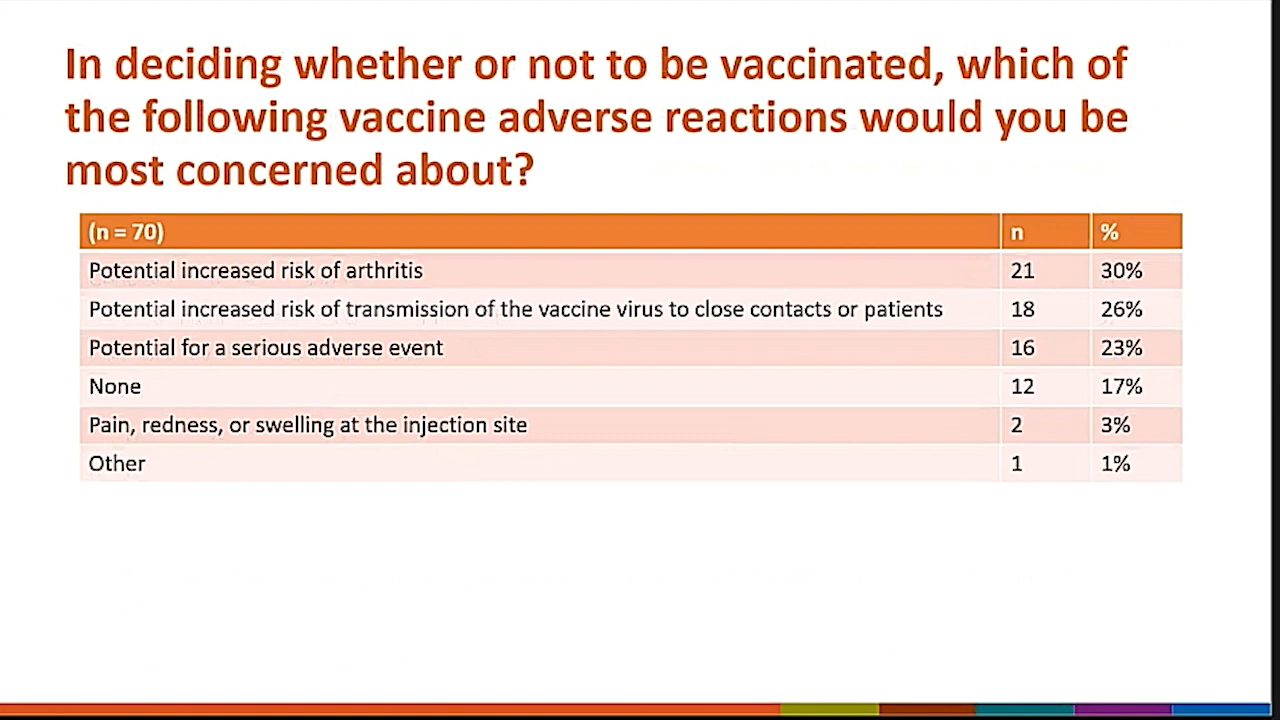 In deciding whether or not to be vaccinated, which of
the following vaccine adverse reactions would you be
most concerned about?
(n = 70) n %
Potential increased risk of arthritis 21 30%
Potential increased risk of transmission of the vaccine virus to close contacts or patients 18 26%
Potential for a serious adverse event 16 23%
None 12 17%
Pain, redness, or swelling at the injection site 2 3%
Other 1 1%